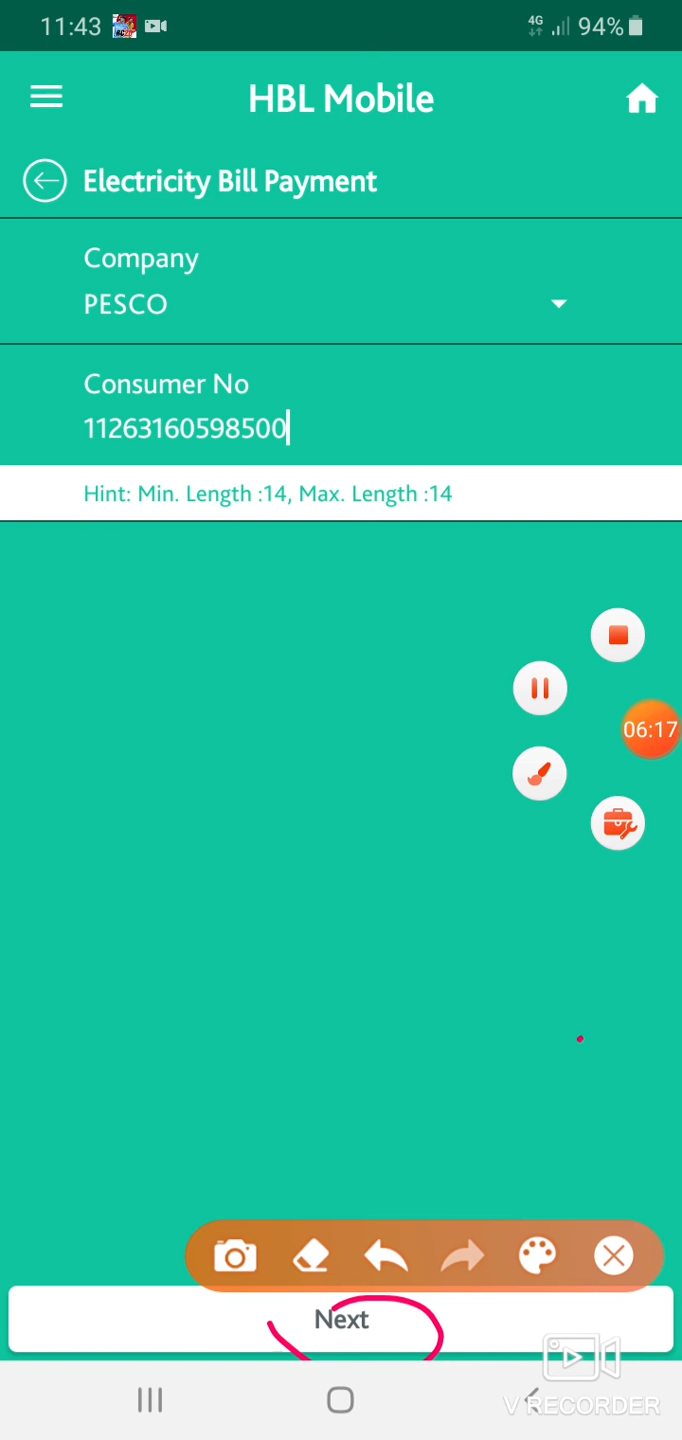 11:43
4G 94%
HBL Mobile
Electricity Bill Payment
Company
PESCO
Consumer No
11263160598500
Hint: Min. Length :14, Max. Length :14
06:17
Next
V RECORDER